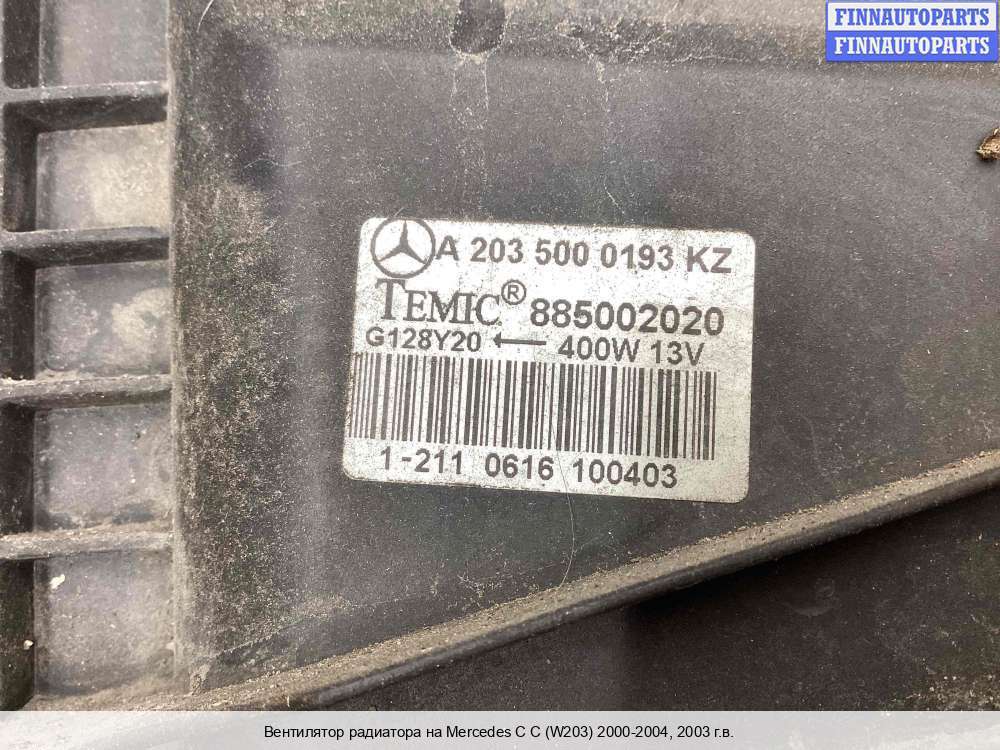 FINNAUTOPARTS
FINNAUTOPARTS
A 203 500 0193 KZ
TEMIC® 885002020
G128Y20 ← 400W 13V
1-211 0616 100403
Вентилятор радиатора на Mercedes C C (W203) 2000-2004, 2003 г.в.